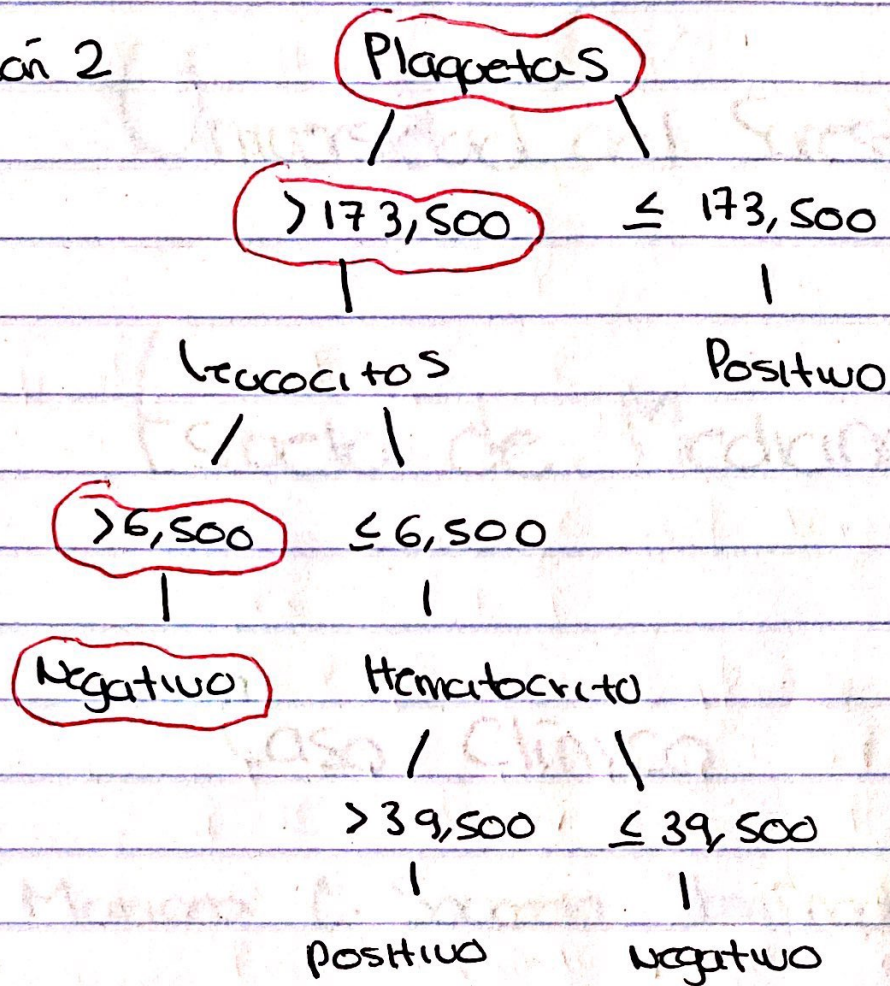 ón 2 Plaquetas
>173,500 ≤ 173,500
Leucocitos Positivo
>6,500 ≤6,500
Negativo Hematocrito
>39,500 ≤39,500
positivo negativo